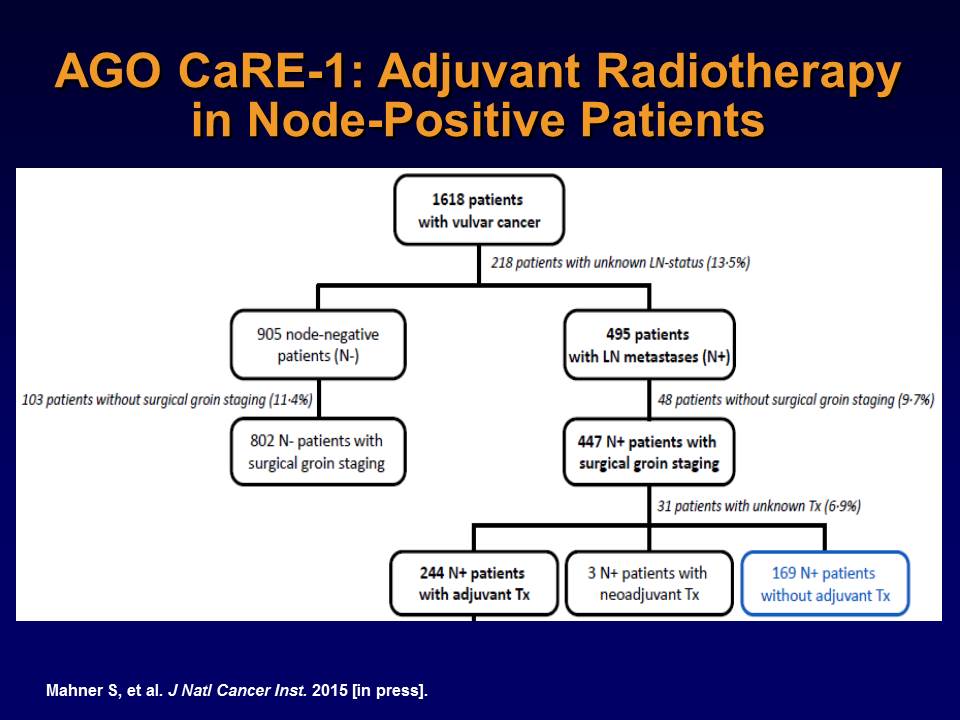 AGO CaRE-1: Adjuvant Radiotherapy
in Node-Positive Patients
1618 patients
with vulvar cancer
218 patients with unknown LN-status (13·5%)
905 node-negative
patients (N-)
495 patients
with LN metastases (N+)
103 patients without surgical groin staging (11·4%)
48 patients without surgical groin staging (9·7%)
802 N- patients with
surgical groin staging
447 N+ patients with
surgical groin staging
31 patients with unknown Tx (6·9%)
244 N+ patients
with adjuvant Tx
3 N+ patients with
neoadjuvant Tx
169 N+ patients
without adjuvant Tx
Mahner S, et al. J Natl Cancer Inst. 2015 [in press].